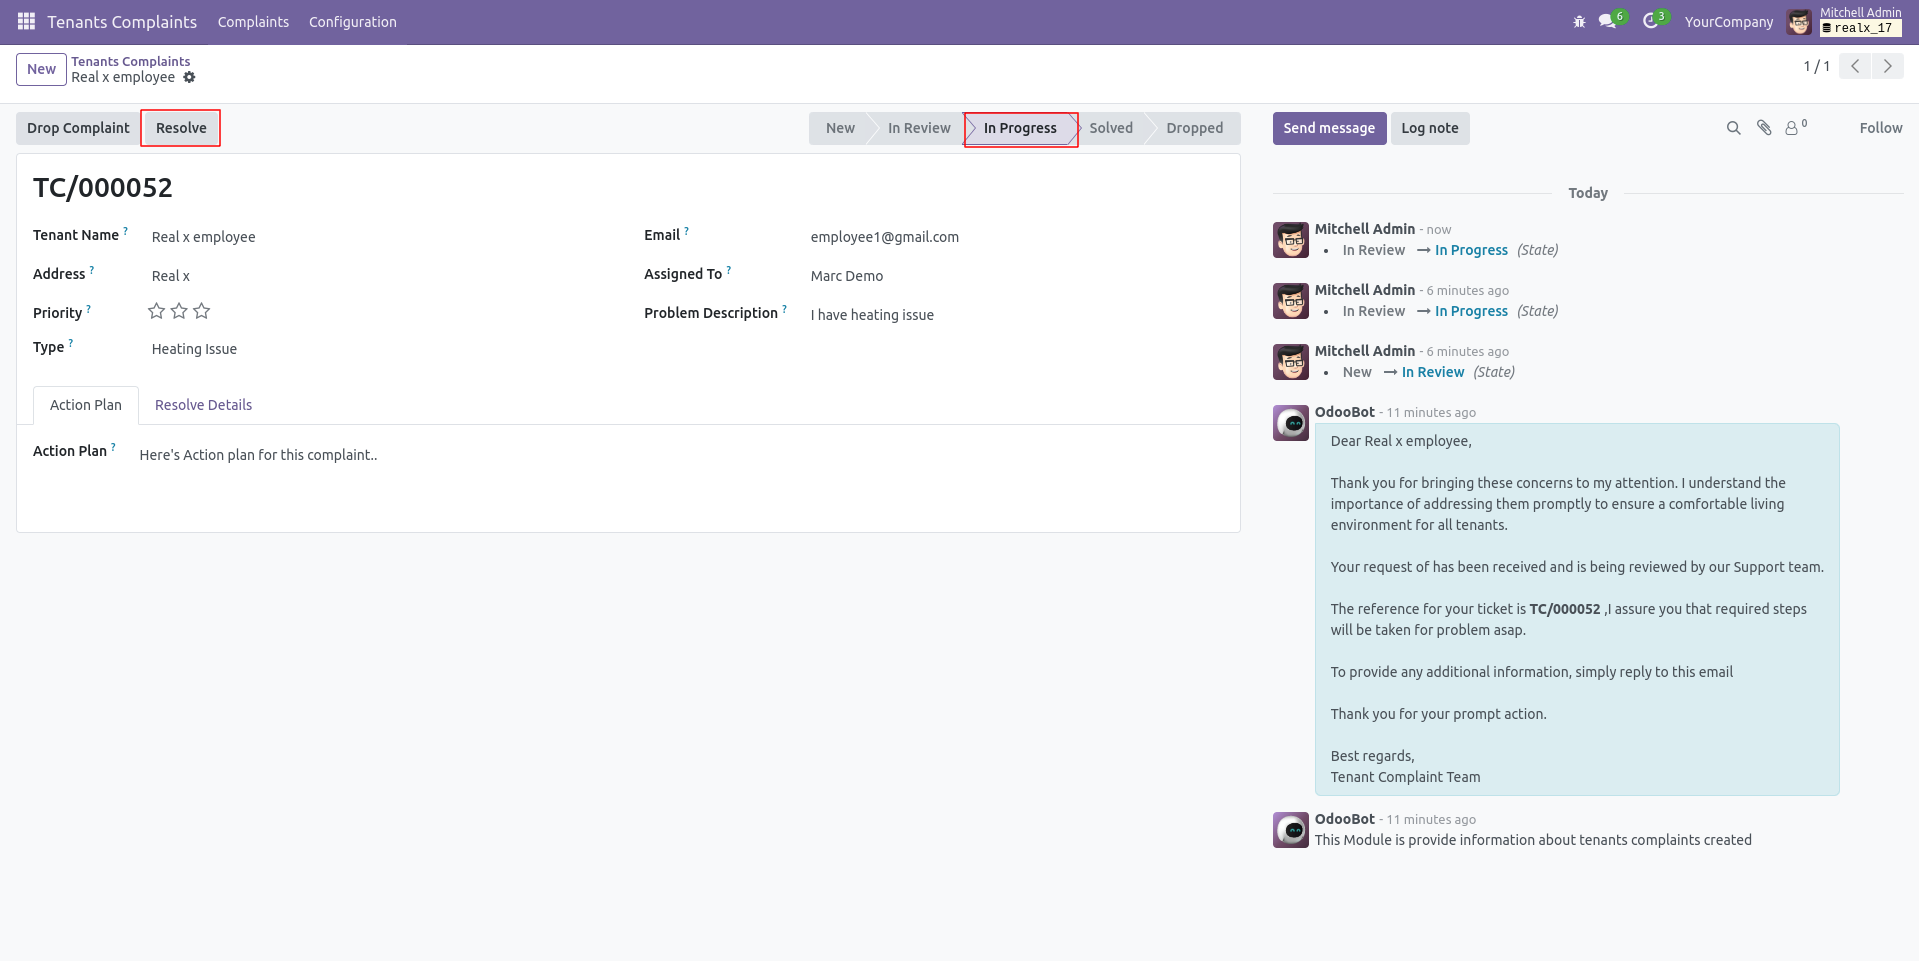 Tenants Complaints Complaints Configuration 6 3 YourCompany Mitchell Admin
realx_17
New Tenants Complaints
Real x employee
1 / 1
Drop Complaint Resolve New In Review In Progress Solved Dropped
Send message Log note 0 Follow
TC/000052
Tenant Name ? Real x employee
Email ? employee1@gmail.com
Address ? Real x
Assigned To ? Marc Demo
Priority ?
Problem Description ? I have heating issue
Type ? Heating Issue
Action Plan Resolve Details
Action Plan ? Here's Action plan for this complaint..
Today
Mitchell Admin - now
• In Review → In Progress (State)
Mitchell Admin - 6 minutes ago
• In Review → In Progress (State)
Mitchell Admin - 6 minutes ago
• New → In Review (State)
OdooBot - 11 minutes ago
Dear Real x employee,
Thank you for bringing these concerns to my attention. I understand the
importance of addressing them promptly to ensure a comfortable living
environment for all tenants.
Your request of has been received and is being reviewed by our Support team.
The reference for your ticket is TC/000052 ,I assure you that required steps
will be taken for problem asap.
To provide any additional information, simply reply to this email
Thank you for your prompt action.
Best regards,
Tenant Complaint Team
OdooBot - 11 minutes ago
This Module is provide information about tenants complaints created